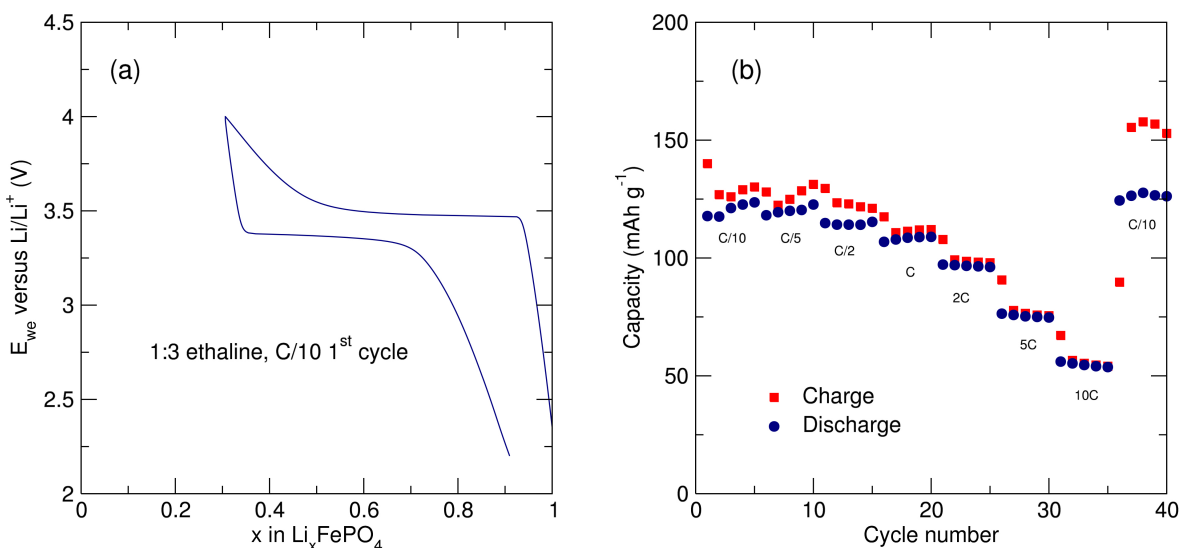 4.5
4
3.5
3
2.5
2
E_we versus Li/Li⁺ (V)
(a)
1:3 ethaline, C/10 1ˢᵗ cycle
0 0.2 0.4 0.6 0.8 1
x in Li_xFePO_4
200
150
100
50
0
Capacity (mAh g⁻¹)
(b)
C/10
C/5
C/2
C
2C
5C
10C
C/10
Charge
Discharge
0 10 20 30 40
Cycle number